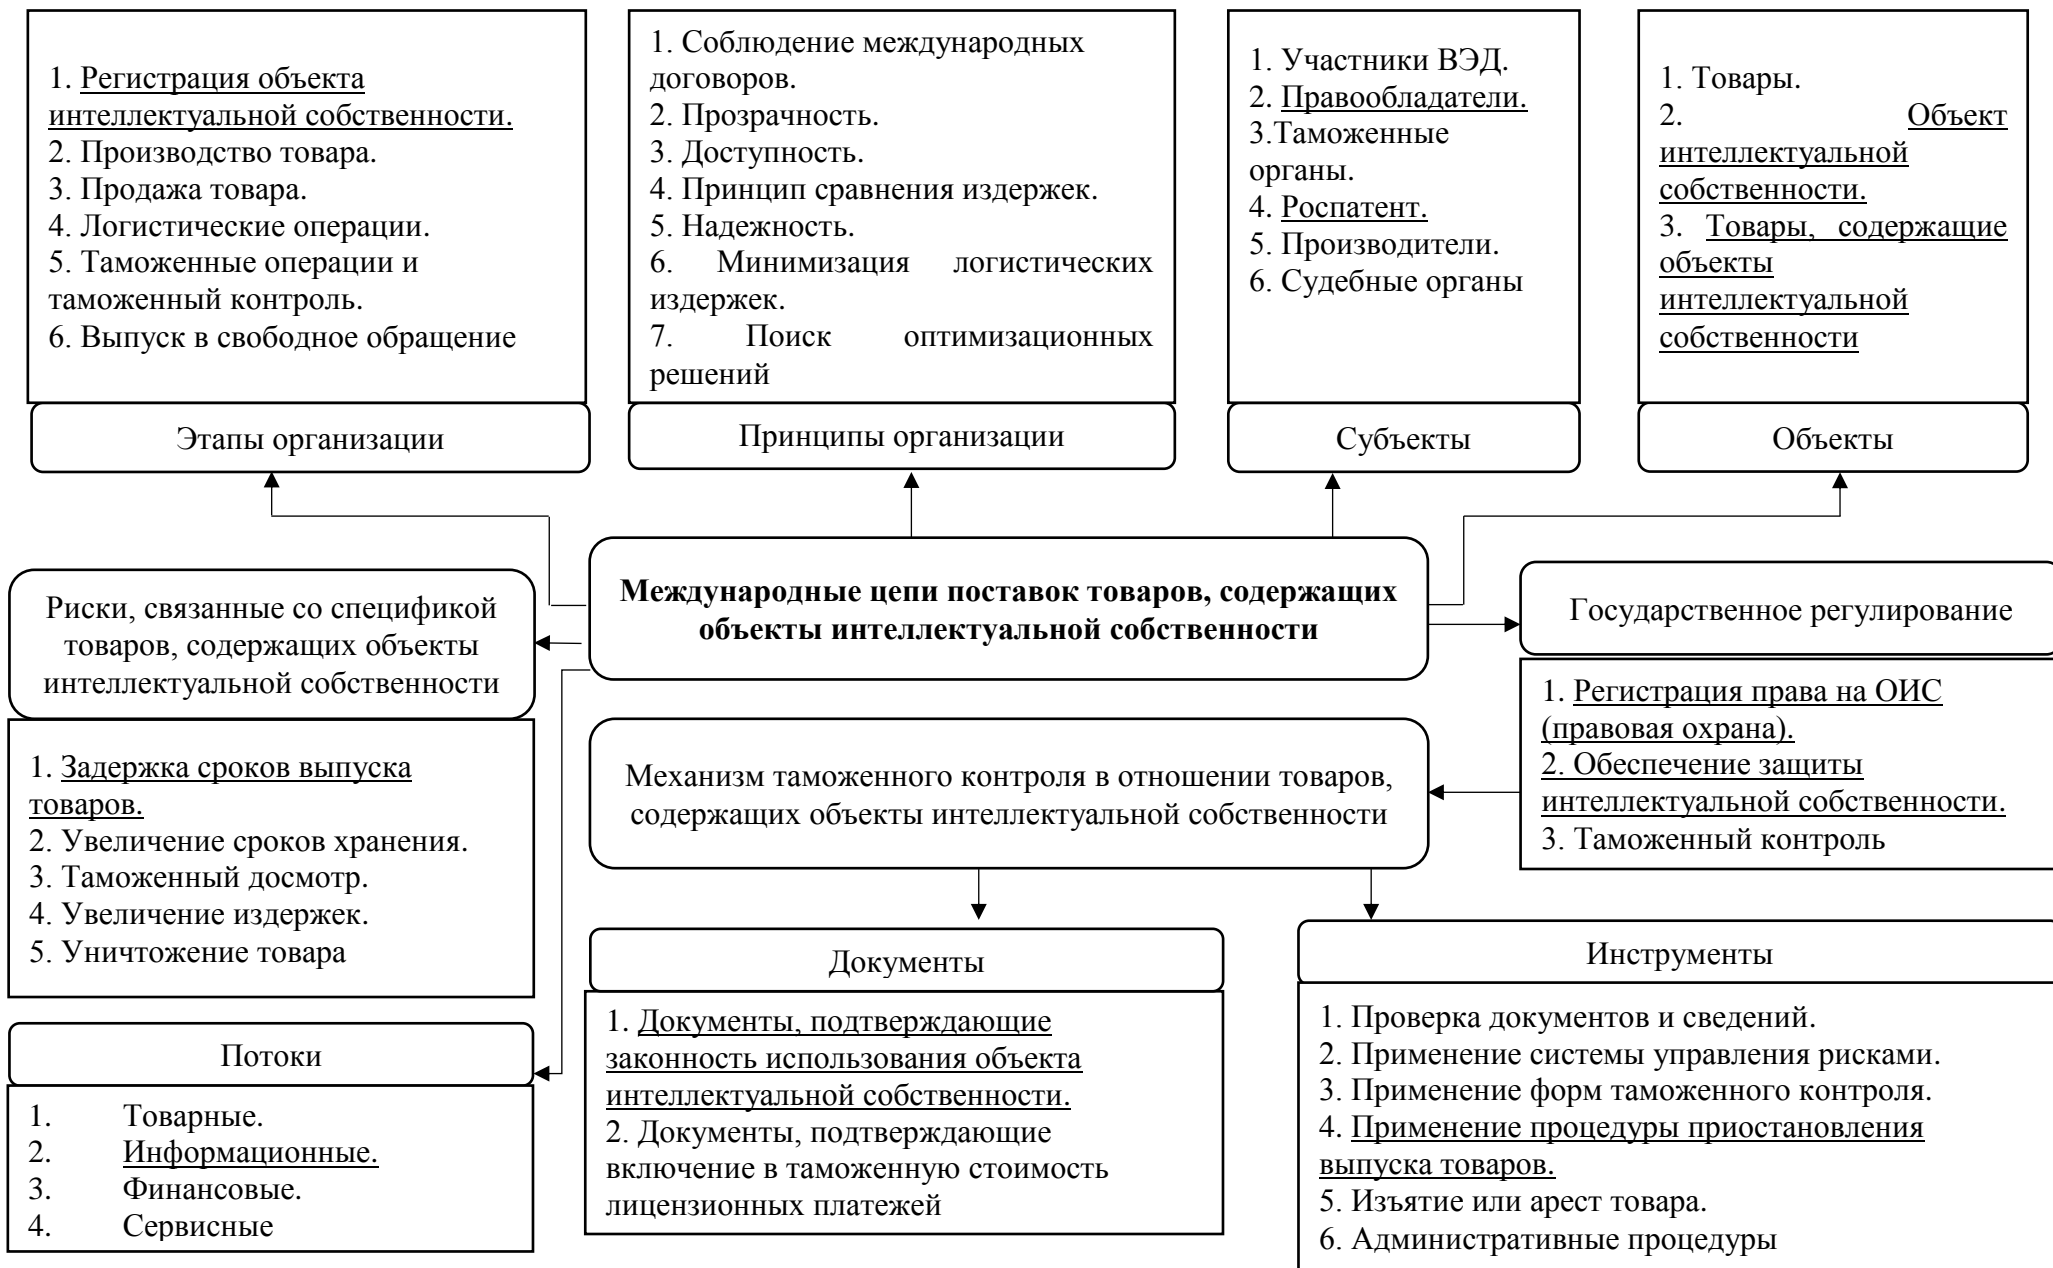 1. Регистрация объекта
интеллектуальной собственности.
2. Производство товара.
3. Продажа товара.
4. Логистические операции.
5. Таможенные операции и
таможенный контроль.
6. Выпуск в свободное обращение
Этапы организации
1. Соблюдение международных
договоров.
2. Прозрачность.
3. Доступность.
4. Принцип сравнения издержек.
5. Надежность.
6. Минимизация логистических
издержек.
7. Поиск оптимизационных
решений
Принципы организации
1. Участники ВЭД.
2. Правообладатели.
3.Таможенные
органы.
4. Роспатент.
5. Производители.
6. Судебные органы
Субъекты
1. Товары.
2. Объект
интеллектуальной
собственности.
3. Товары, содержащие
объекты
интеллектуальной
собственности
Объекты
Международные цепи поставок товаров, содержащих
объекты интеллектуальной собственности
Риски, связанные со спецификой
товаров, содержащих объекты
интеллектуальной собственности
1. Задержка сроков выпуска
товаров.
2. Увеличение сроков хранения.
3. Таможенный досмотр.
4. Увеличение издержек.
5. Уничтожение товара
Государственное регулирование
1. Регистрация права на ОИС
(правовая охрана).
2. Обеспечение защиты
интеллектуальной собственности.
3. Таможенный контроль
Механизм таможенного контроля в отношении товаров,
содержащих объекты интеллектуальной собственности
Потоки
1. Товарные.
2. Информационные.
3. Финансовые.
4. Сервисные
Документы
1. Документы, подтверждающие
законность использования объекта
интеллектуальной собственности.
2. Документы, подтверждающие
включение в таможенную стоимость
лицензионных платежей
Инструменты
1. Проверка документов и сведений.
2. Применение системы управления рисками.
3. Применение форм таможенного контроля.
4. Применение процедуры приостановления
выпуска товаров.
5. Изъятие или арест товара.
6. Административные процедуры